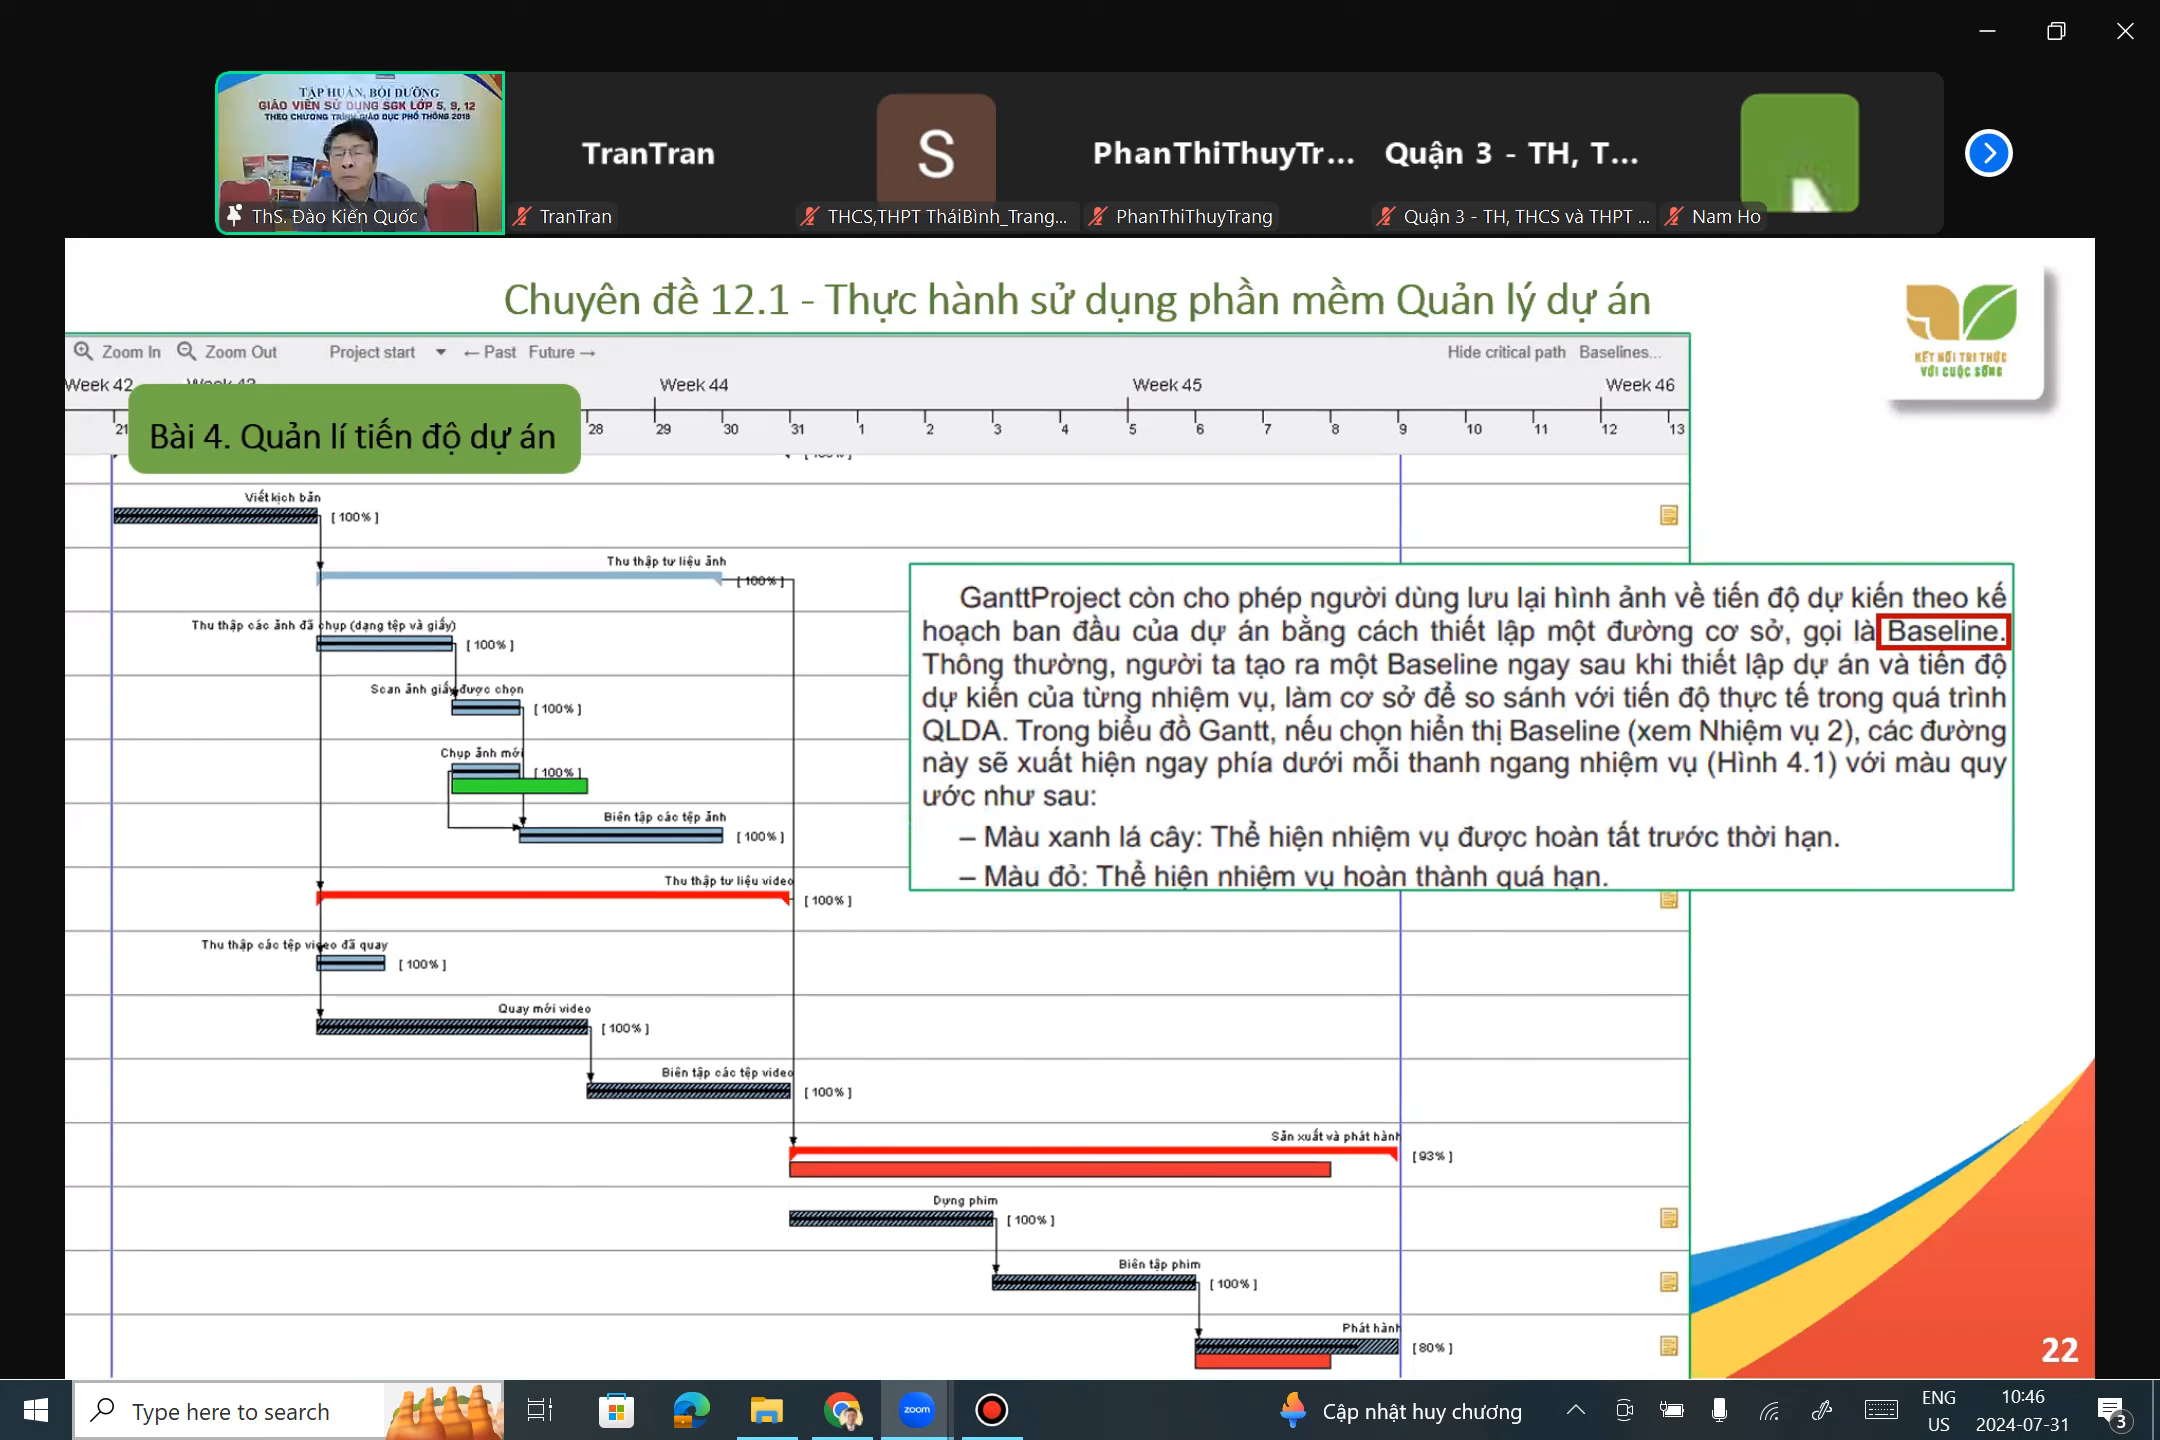 TẬP HUẤN, BỒI DƯỠNG
GIÁO VIÊN SỬ DỤNG SGK LỚP 5, 9, 12
THEO CHƯƠNG TRÌNH GIÁO DỤC PHỔ THÔNG 2018
ThS. Đào Kiến Quốc
TranTran
TranTran
S
THCS,THPT TháiBình_Trang...
PhanThiThuyTr...
PhanThiThuyTrang
Quận 3 - TH, T...
Quận 3 - TH, THCS và THPT ...
Nam Ho
Chuyên đề 12.1 - Thực hành sử dụng phần mềm Quản lý dự án
KẾT NỐI TRI THỨC
VỚI CUỘC SỐNG
Zoom In Zoom Out Project start ← Past Future → Hide critical path Baselines...
Week 42 Week 43 Week 44 Week 45 Week 46
21 28 29 30 31 1 2 3 4 5 6 7 8 9 10 11 12 13
Bài 4. Quản lí tiến độ dự án
Viết kịch bản
[ 100% ]
Thu thập tư liệu ảnh
[ 100% ]
Thu thập các ảnh đã chụp (dạng tệp và giấy)
[ 100% ]
Scan ảnh giấy được chọn
[ 100% ]
Chụp ảnh mới
[ 100% ]
Biên tập các tệp ảnh
[ 100% ]
Thu thập tư liệu video
[ 100% ]
Thu thập các tệp video đã quay
[ 100% ]
Quay mới video
[ 100% ]
Biên tập các tệp video
[ 100% ]
Sản xuất và phát hành
[ 93% ]
Dựng phim
[ 100% ]
Biên tập phim
[ 100% ]
Phát hành
[ 80% ]
GanttProject còn cho phép người dùng lưu lại hình ảnh về tiến độ dự kiến theo kế
hoạch ban đầu của dự án bằng cách thiết lập một đường cơ sở, gọi là Baseline.
Thông thường, người ta tạo ra một Baseline ngay sau khi thiết lập dự án và tiến độ
dự kiến của từng nhiệm vụ, làm cơ sở để so sánh với tiến độ thực tế trong quá trình
QLDA. Trong biểu đồ Gantt, nếu chọn hiển thị Baseline (xem Nhiệm vụ 2), các đường
này sẽ xuất hiện ngay phía dưới mỗi thanh ngang nhiệm vụ (Hình 4.1) với màu quy
ước như sau:
– Màu xanh lá cây: Thể hiện nhiệm vụ được hoàn tất trước thời hạn.
– Màu đỏ: Thể hiện nhiệm vụ hoàn thành quá hạn.
22
Type here to search
zoom
Cập nhật huy chương
ENG
US
10:46
2024-07-31
3